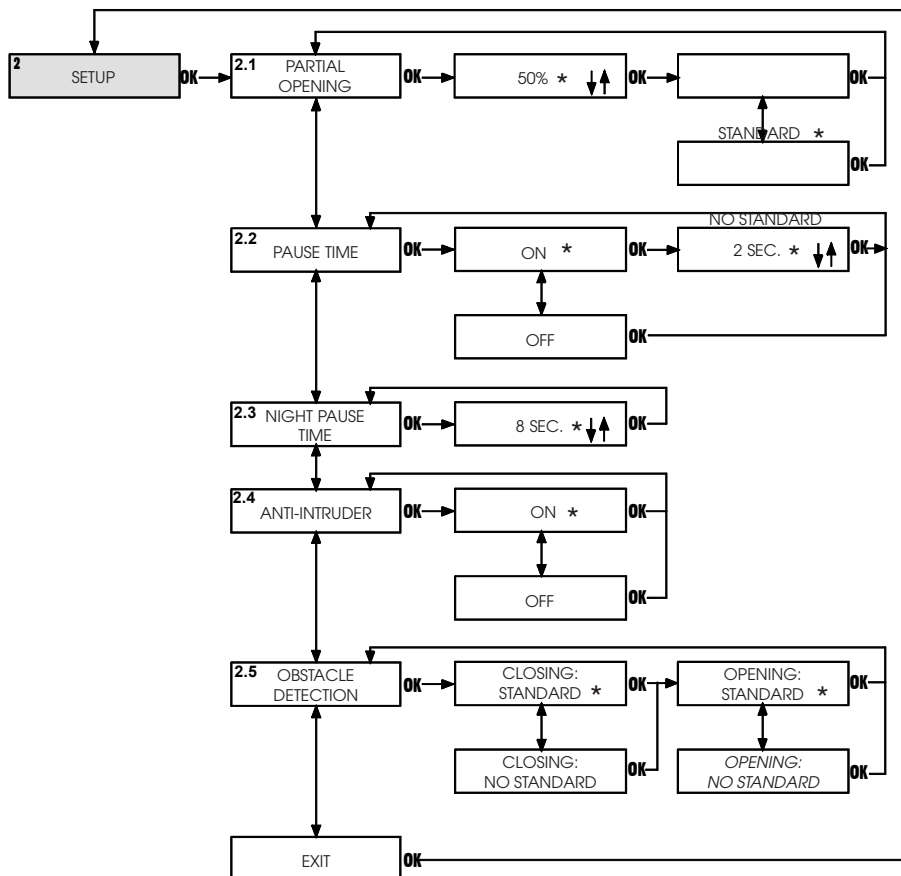 2
SETUP
OK
2.1
PARTIAL
OPENING
OK
50% *
OK
OK
STANDARD *
OK
NO STANDARD
2.2
PAUSE TIME
OK
ON *
OK
2 SEC. *
OK
OFF
OK
2.3
NIGHT PAUSE
TIME
OK
8 SEC. *
OK
2.4
ANTI-INTRUDER
OK
ON *
OK
OFF
OK
2.5
OBSTACLE
DETECTION
OK
CLOSING:
STANDARD *
OK
OPENING:
STANDARD *
OK
CLOSING:
NO STANDARD
OK
OPENING:
NO STANDARD
OK
EXIT
OK